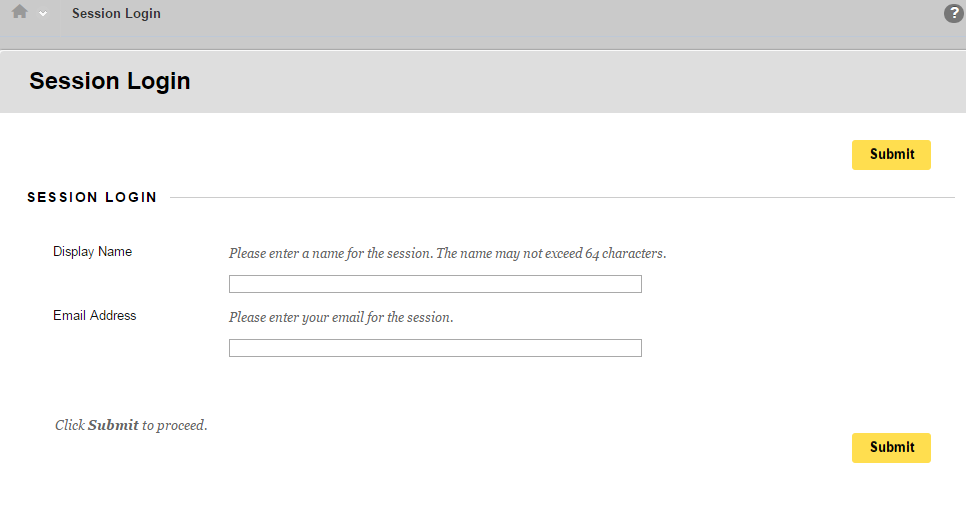 Session Login
?
Session Login
Submit
SESSION LOGIN
Display Name
Please enter a name for the session. The name may not exceed 64 characters.
Email Address
Please enter your email for the session.
Click Submit to proceed.
Submit